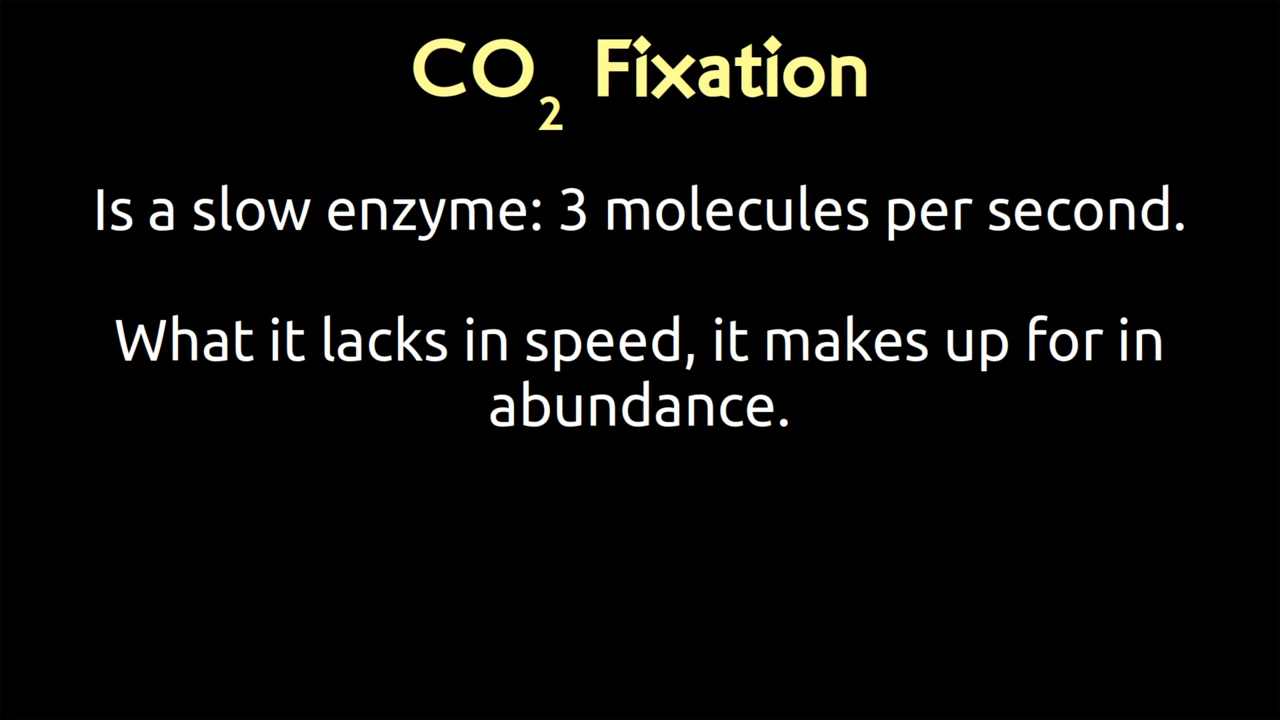 CO₂ Fixation
Is a slow enzyme: 3 molecules per second.
What it lacks in speed, it makes up for in
abundance.